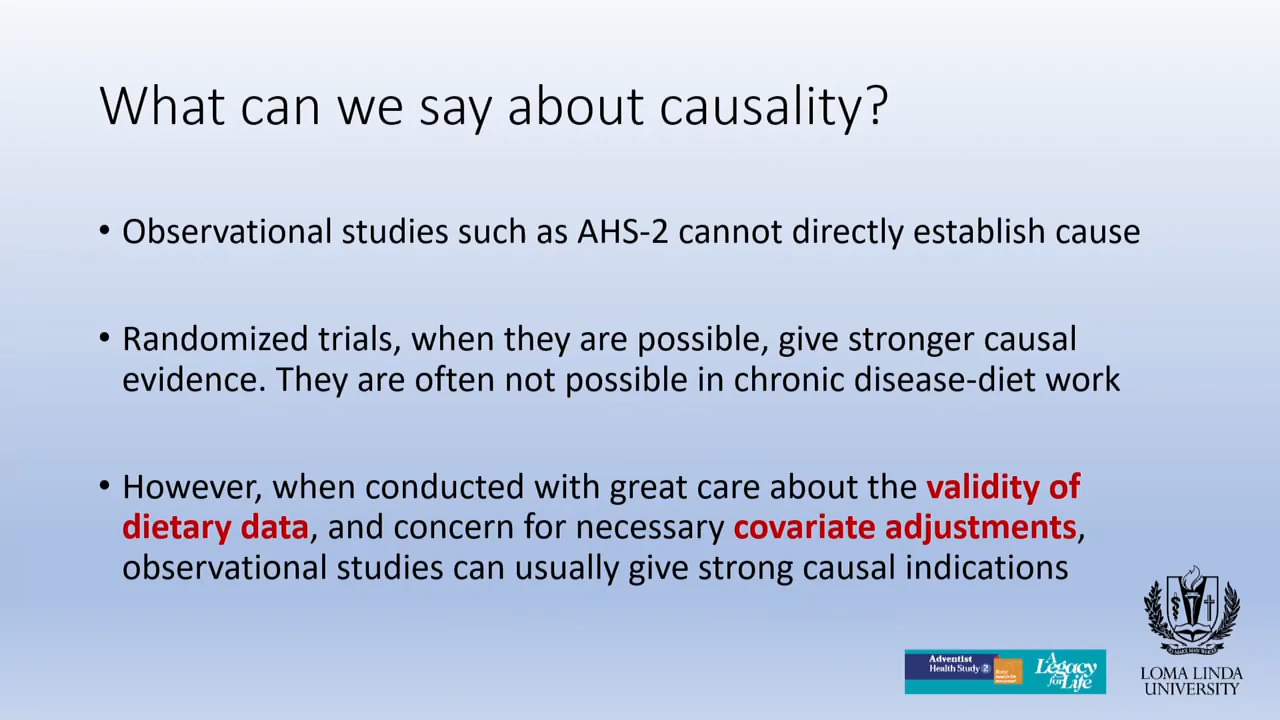 What can we say about causality?
• Observational studies such as AHS-2 cannot directly establish cause
• Randomized trials, when they are possible, give stronger causal
evidence. They are often not possible in chronic disease-diet work
• However, when conducted with great care about the validity of
dietary data, and concern for necessary covariate adjustments,
observational studies can usually give strong causal indications
Adventist
Health Study 2
A
Legacy
for Life
LOMA LINDA
UNIVERSITY